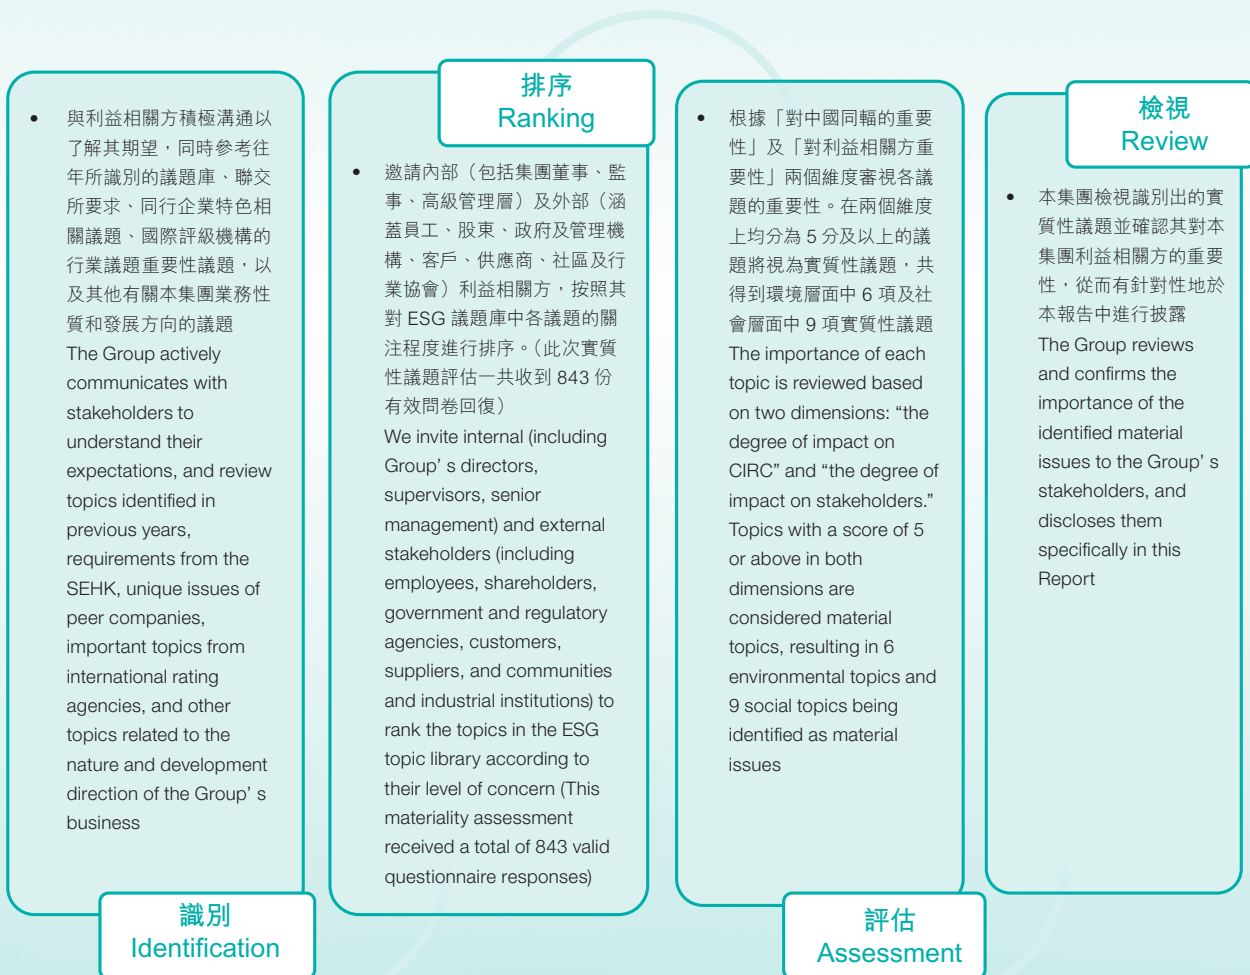 • 與利益相關方積極溝通以
了解其期望，同時參考往
年所識別的議題庫、聯交
所要求、同行企業特色相
關議題、國際評級機構的
行業議題重要性議題，以
及其他有關本集團業務性
質和發展方向的議題
The Group actively
communicates with
stakeholders to
understand their
expectations, and review
topics identified in
previous years,
requirements from the
SEHK, unique issues of
peer companies,
important topics from
international rating
agencies, and other
topics related to the
nature and development
direction of the Group’ s
business
識別
Identification
排序
Ranking
• 邀請內部（包括集團董事、監
事、高級管理層）及外部（涵
蓋員工、股東、政府及管理機
構、客戶、供應商、社區及行
業協會）利益相關方，按照其
對 ESG 議題庫中各議題的關
注程度進行排序。（此次實質
性議題評估一共收到 843 份
有效問卷回復）
We invite internal (including
Group’ s directors,
supervisors, senior
management) and external
stakeholders (including
employees, shareholders,
government and regulatory
agencies, customers,
suppliers, and communities
and industrial institutions) to
rank the topics in the ESG
topic library according to
their level of concern (This
materiality assessment
received a total of 843 valid
questionnaire responses)
• 根據「對中國同輻的重要
性」及「對利益相關方重
要性」兩個維度審視各議
題的重要性。在兩個維度
上均分為 5 分及以上的議
題將視為實質性議題，共
得到環境層面中 6 項及社
會層面中 9 項實質性議題
The importance of each
topic is reviewed based
on two dimensions: “the
degree of impact on
CIRC” and “the degree of
impact on stakeholders.”
Topics with a score of 5
or above in both
dimensions are
considered material
topics, resulting in 6
environmental topics and
9 social topics being
identified as material
issues
評估
Assessment
檢視
Review
• 本集團檢視識別出的實
質性議題並確認其對本
集團利益相關方的重要
性，從而有針對性地於
本報告中進行披露
The Group reviews
and confirms the
importance of the
identified material
issues to the Group’ s
stakeholders, and
discloses them
specifically in this
Report